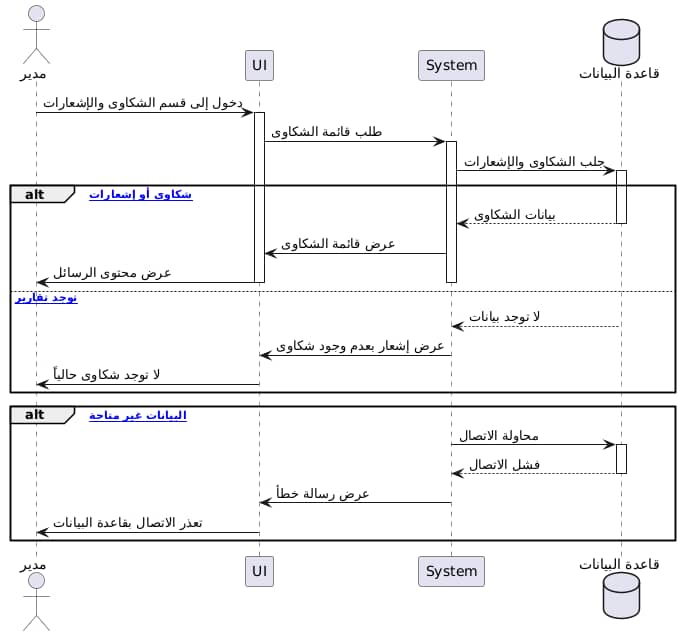 مدير
UI
System
قاعدة البيانات
دخول إلى قسم الشكاوى والإشعارات
طلب قائمة الشكاوى
جلب الشكاوى والإشعارات
alt
شكاوى أو إشعارات
بيانات الشكاوى
عرض قائمة الشكاوى
عرض محتوى الرسائل
توجد تقارير
لا توجد بيانات
عرض إشعار بعدم وجود شكاوى
لا توجد شكاوى حالياً
alt
البيانات غير متاحة
محاولة الاتصال
فشل الاتصال
عرض رسالة خطأ
تعذر الاتصال بقاعدة البيانات
مدير
UI
System
قاعدة البيانات